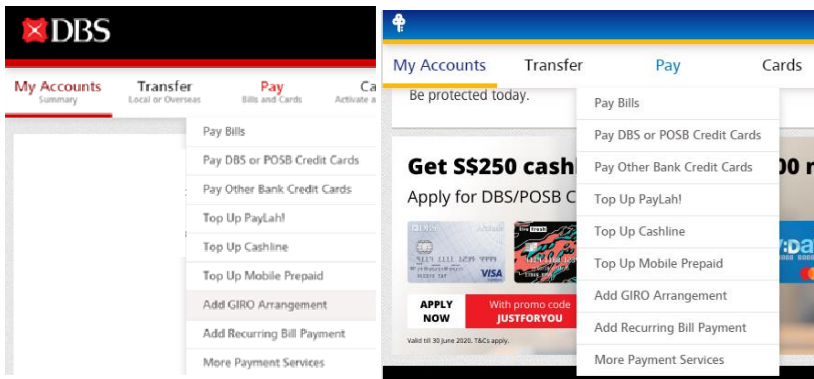 DBS
My Accounts
Summary
Transfer
Local or Overseas
Pay
Bills and Cards
Ca
Activate a
Pay Bills
Pay DBS or POSB Credit Cards
Pay Other Bank Credit Cards
Top Up PayLah!
Top Up Cashline
Top Up Mobile Prepaid
Add GIRO Arrangement
Add Recurring Bill Payment
More Payment Services
My Accounts
Transfer
Pay
Cards
Be protected today.
Pay Bills
Pay DBS or POSB Credit Cards
Pay Other Bank Credit Cards
Top Up PayLah!
Top Up Cashline
Top Up Mobile Prepaid
Add GIRO Arrangement
Add Recurring Bill Payment
More Payment Services
Get S$250 cash
Apply for DBS/POSB C
DBS
live fresh
VISA
APPLY NOW
With promo code
JUSTFORYOU
Valid till 30 June 2020. T&Cs apply.